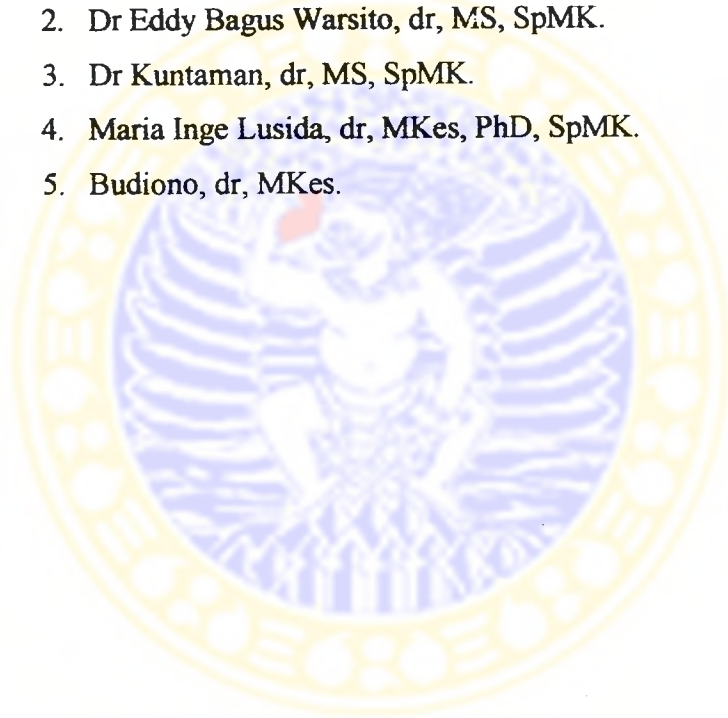 2. Dr Eddy Bagus Warsito, dr, MS, SpMK.
3. Dr Kuntaman, dr, MS, SpMK.
4. Maria Inge Lusida, dr, MKes, PhD, SpMK.
5. Budiono, dr, MKes.